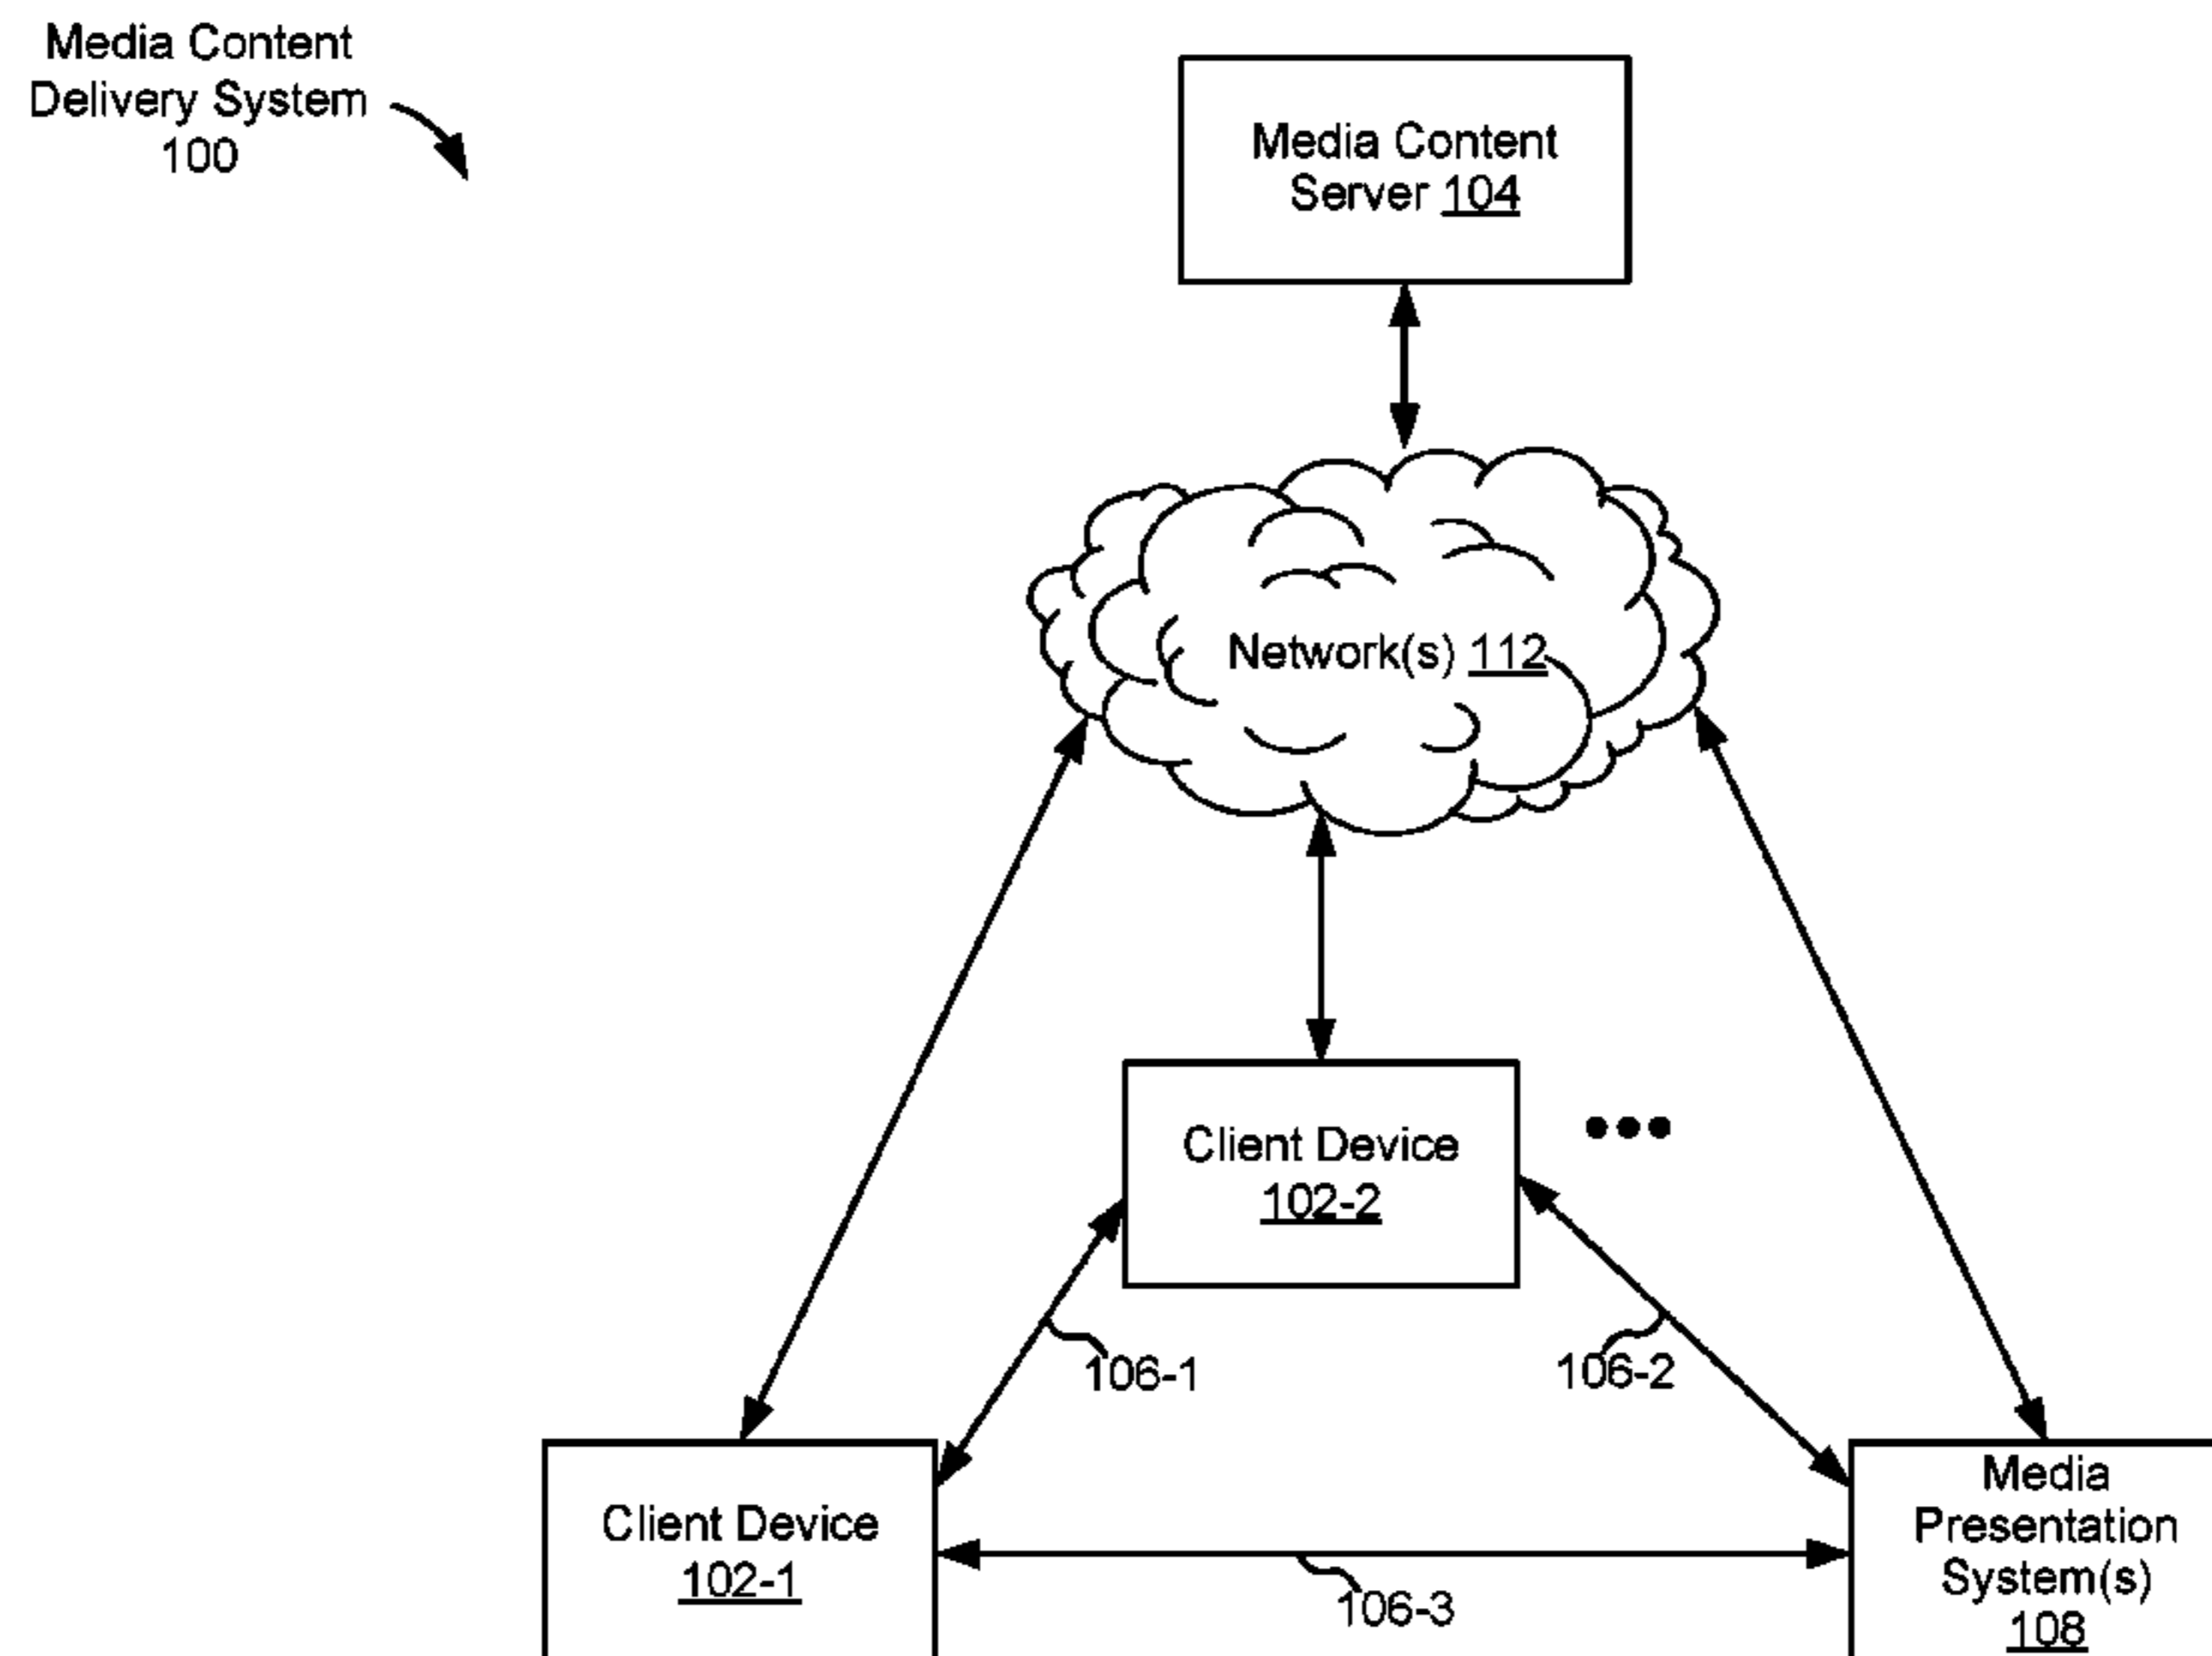 Media Content
Delivery System
100
Media Content
Server 104
Network(s) 112
Client Device
102-2
106-1
106-2
Client Device
102-1
106-3
Media
Presentation
System(s)
108